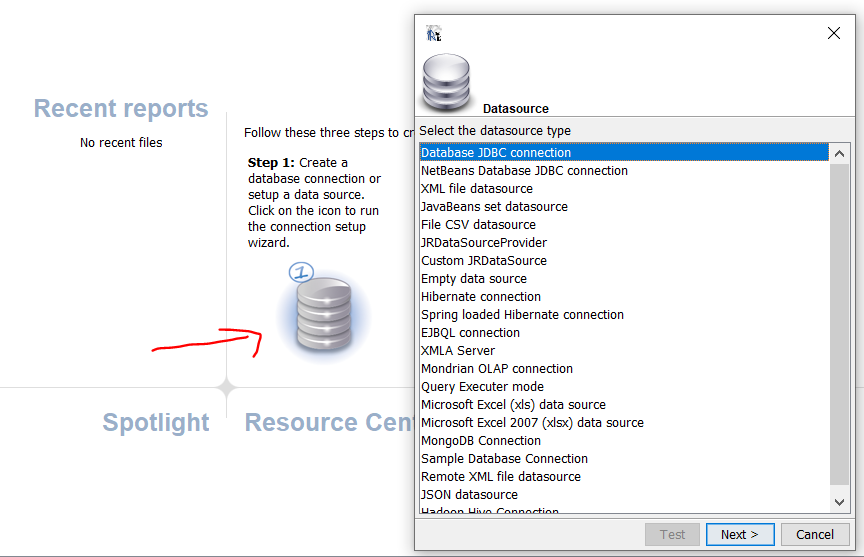 Recent reports
No recent files
Follow these three steps to cr
Step 1: Create a
database connection or
setup a data source.
Click on the icon to run
the connection setup
wizard.
1
Spotlight
Resource Cen
Datasource
Select the datasource type
Database JDBC connection
NetBeans Database JDBC connection
XML file datasource
JavaBeans set datasource
File CSV datasource
JRDataSourceProvider
Custom JRDataSource
Empty data source
Hibernate connection
Spring loaded Hibernate connection
EJBQL connection
XMLA Server
Mondrian OLAP connection
Query Executer mode
Microsoft Excel (xls) data source
Microsoft Excel 2007 (xlsx) data source
MongoDB Connection
Sample Database Connection
Remote XML file datasource
JSON datasource
Hadoop Hive Connection
Test
Next >
Cancel